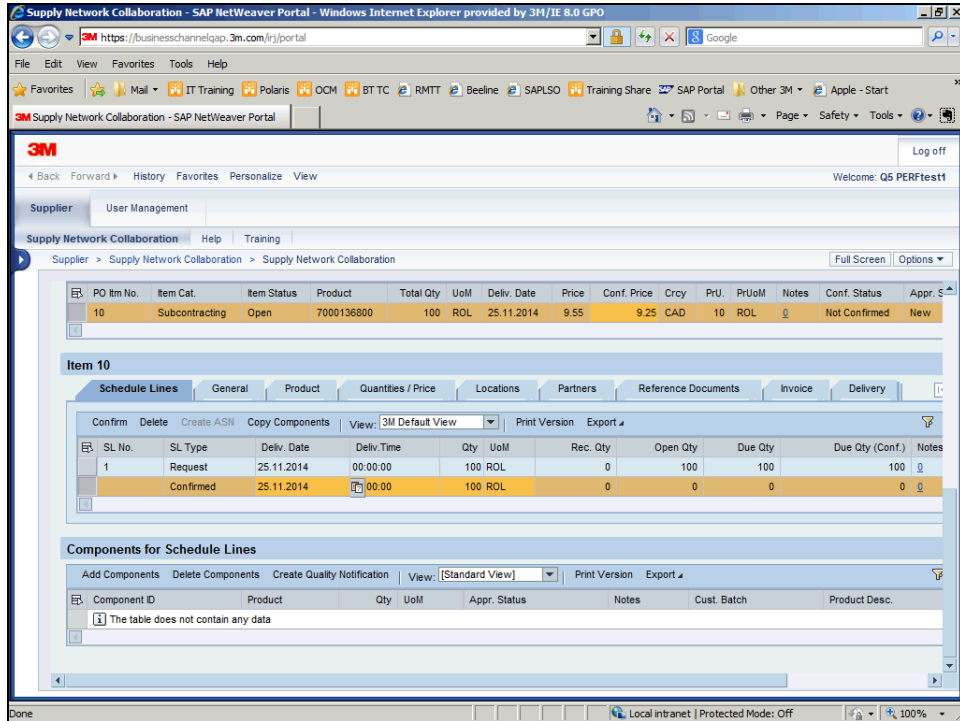 Supply Network Collaboration - SAP NetWeaver Portal - Windows Internet Explorer provided by 3M/IE 8.0 GPO
3M https://businesschannelqap.3m.com/irj/portal
Google
File Edit View Favorites Tools Help
Favorites Mail IT Training Polaris OCM BT TC RMTT Beeline SAPLSO Training Share SAP Portal Other 3M Apple - Start »
3M Supply Network Collaboration - SAP NetWeaver Portal
Page Safety Tools
3M
Log off
Back Forward History Favorites Personalize View
Welcome: Q5 PERFtest1
Supplier User Management
Supply Network Collaboration Help Training
Supplier > Supply Network Collaboration > Supply Network Collaboration
Full Screen Options
PO Itm No. Item Cat. Item Status Product Total Qty UoM Deliv. Date Price Conf. Price Crcy PrU. PrUoM Notes Conf. Status Appr. S
10 Subcontracting Open 7000136800 100 ROL 25.11.2014 9.55 9.25 CAD 10 ROL 0 Not Confirmed New
Item 10
Schedule Lines General Product Quantities / Price Locations Partners Reference Documents Invoice Delivery
Confirm Delete Create ASN Copy Components View: 3M Default View Print Version Export
SL No. SL Type Deliv. Date Deliv.Time Qty UoM Rec. Qty Open Qty Due Qty Due Qty (Conf.) Notes
1 Request 25.11.2014 00:00:00 100 ROL 0 100 100 100 0
Confirmed 25.11.2014 00:00 100 ROL 0 0 0 0 0
Components for Schedule Lines
Add Components Delete Components Create Quality Notification View: [Standard View] Print Version Export
Component ID Product Qty UoM Appr. Status Notes Cust. Batch Product Desc.
The table does not contain any data
Done
Local intranet | Protected Mode: Off
100%